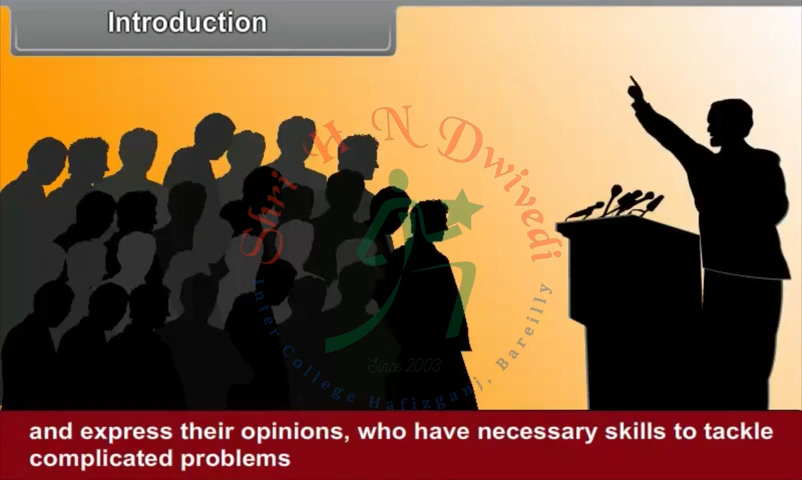 Introduction
Shri H N Dwivedi
Inter College Hafizganj, Bareilly
Since 2003
and express their opinions, who have necessary skills to tackle
complicated problems